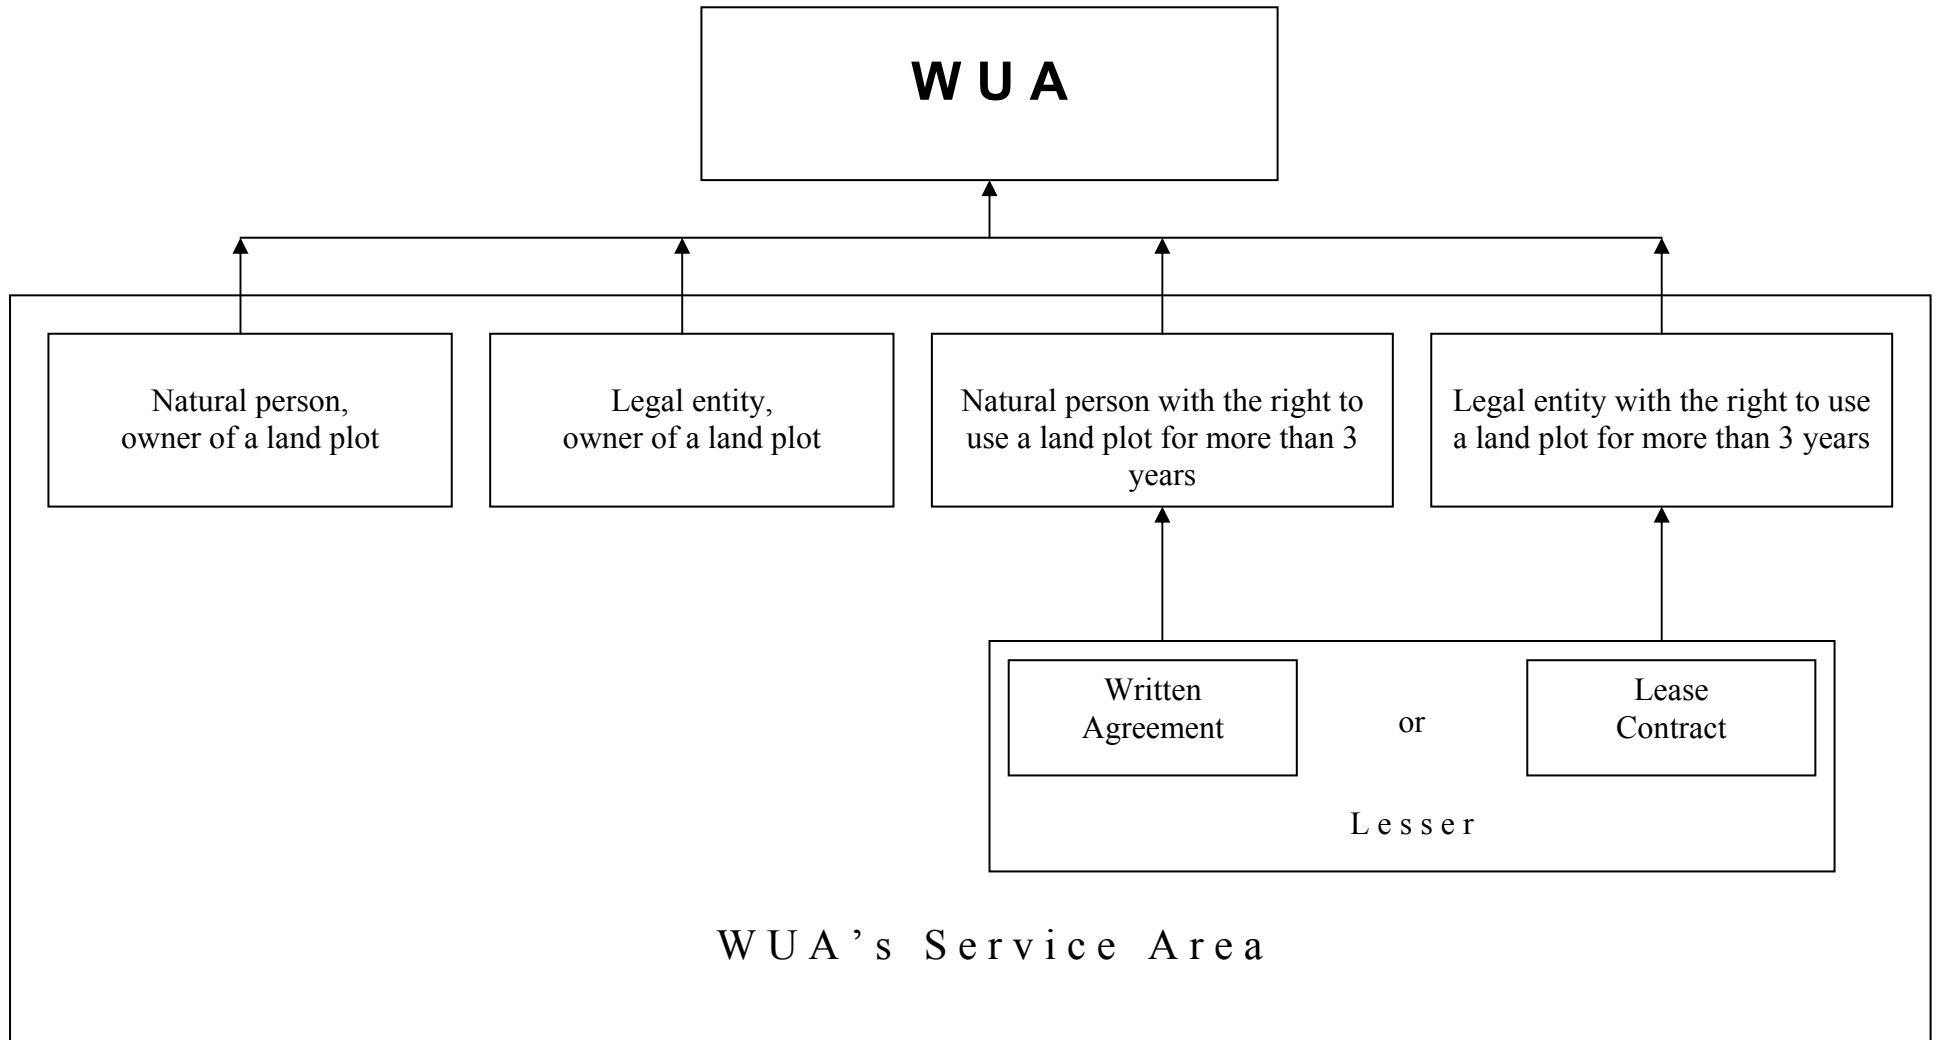 W U A
Natural person,
owner of a land plot
Legal entity,
owner of a land plot
Natural person with the right to
use a land plot for more than 3
years
Legal entity with the right to use
a land plot for more than 3 years
Written
Agreement
or
Lease
Contract
L e s s e r
W U A ’ s  S e r v i c e  A r e a